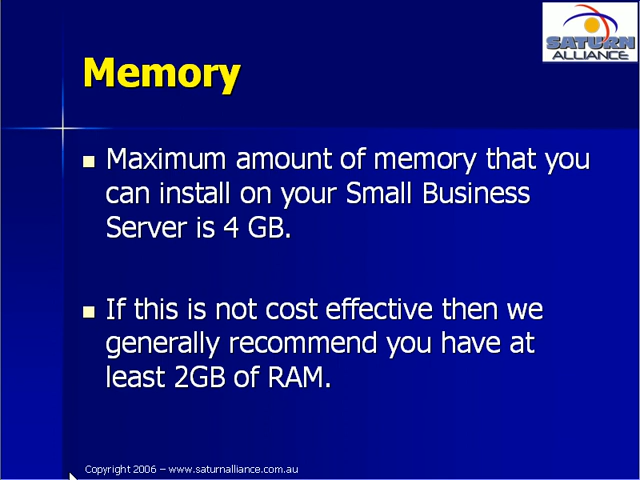 SATURN
ALLIANCE
Memory
Maximum amount of memory that you
can install on your Small Business
Server is 4 GB.
If this is not cost effective then we
generally recommend you have at
least 2GB of RAM.
Copyright 2006 – www.saturnalliance.com.au